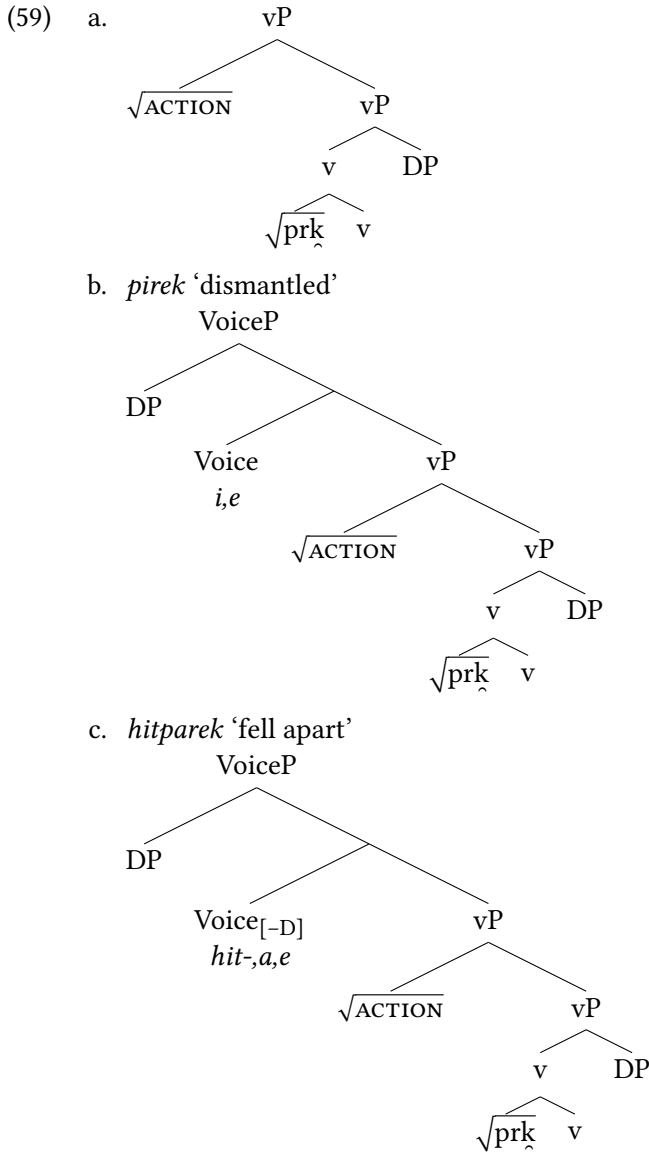 (59) a. vP
√ACTION vP
v DP
√prk̯ v
b. pirek ‘dismantled’
VoiceP
DP
Voice vP
i,e
√ACTION vP
v DP
√prk̯ v
c. hitparek ‘fell apart’
VoiceP
DP
Voice[−D] vP
hit-,a,e
√ACTION vP
v DP
√prk̯ v